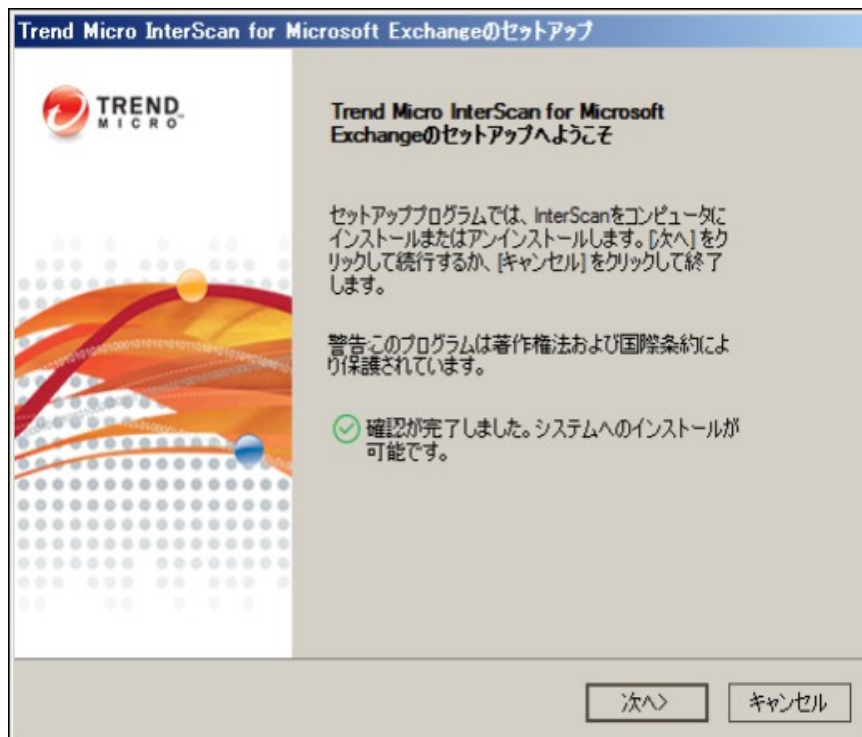 Trend Micro InterScan for Microsoft Exchangeのセットアップ
TREND
MICRO™
Trend Micro InterScan for Microsoft
Exchangeのセットアップへようこそ
セットアッププログラムでは、InterScanをコンピュータに
インストールまたはアンインストールします。[次へ]をク
リックして続行するか、[キャンセル]をクリックして終了
します。
警告:このプログラムは著作権法および国際条約によ
り保護されています。
確認が完了しました。システムへのインストールが
可能です。
次へ>
キャンセル